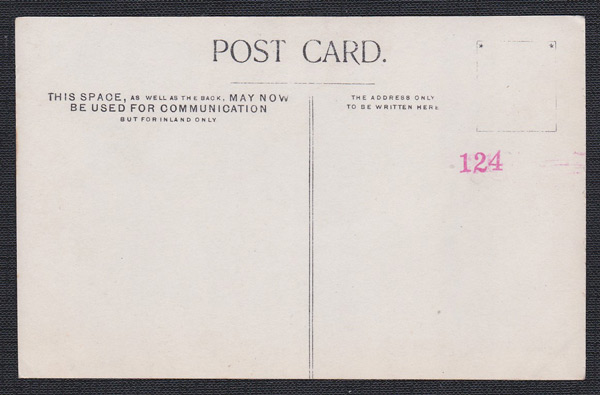 POST CARD.
THIS SPACE, AS WELL AS THE BACK, MAY NOW
BE USED FOR COMMUNICATION
BUT FOR INLAND ONLY
THE ADDRESS ONLY
TO BE WRITTEN HERE
124